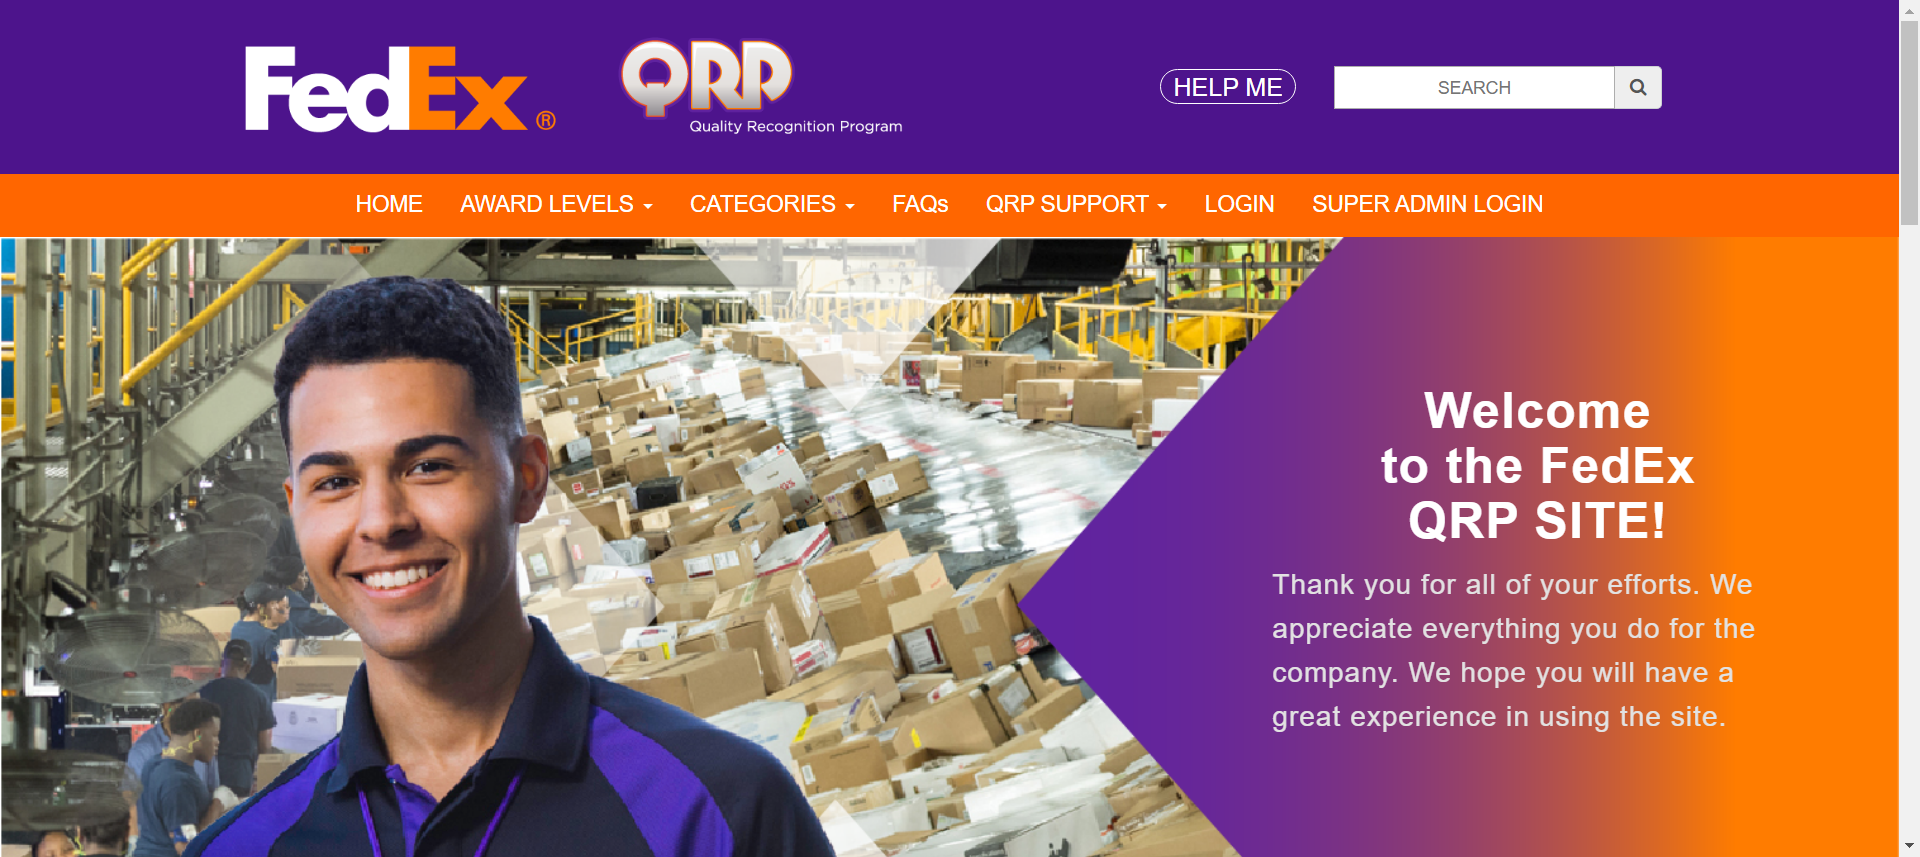 FedEx®
QRP
Quality Recognition Program
HELP ME
SEARCH
HOME AWARD LEVELS CATEGORIES FAQs QRP SUPPORT LOGIN SUPER ADMIN LOGIN
Welcome
to the FedEx
QRP SITE!
Thank you for all of your efforts. We
appreciate everything you do for the
company. We hope you will have a
great experience in using the site.